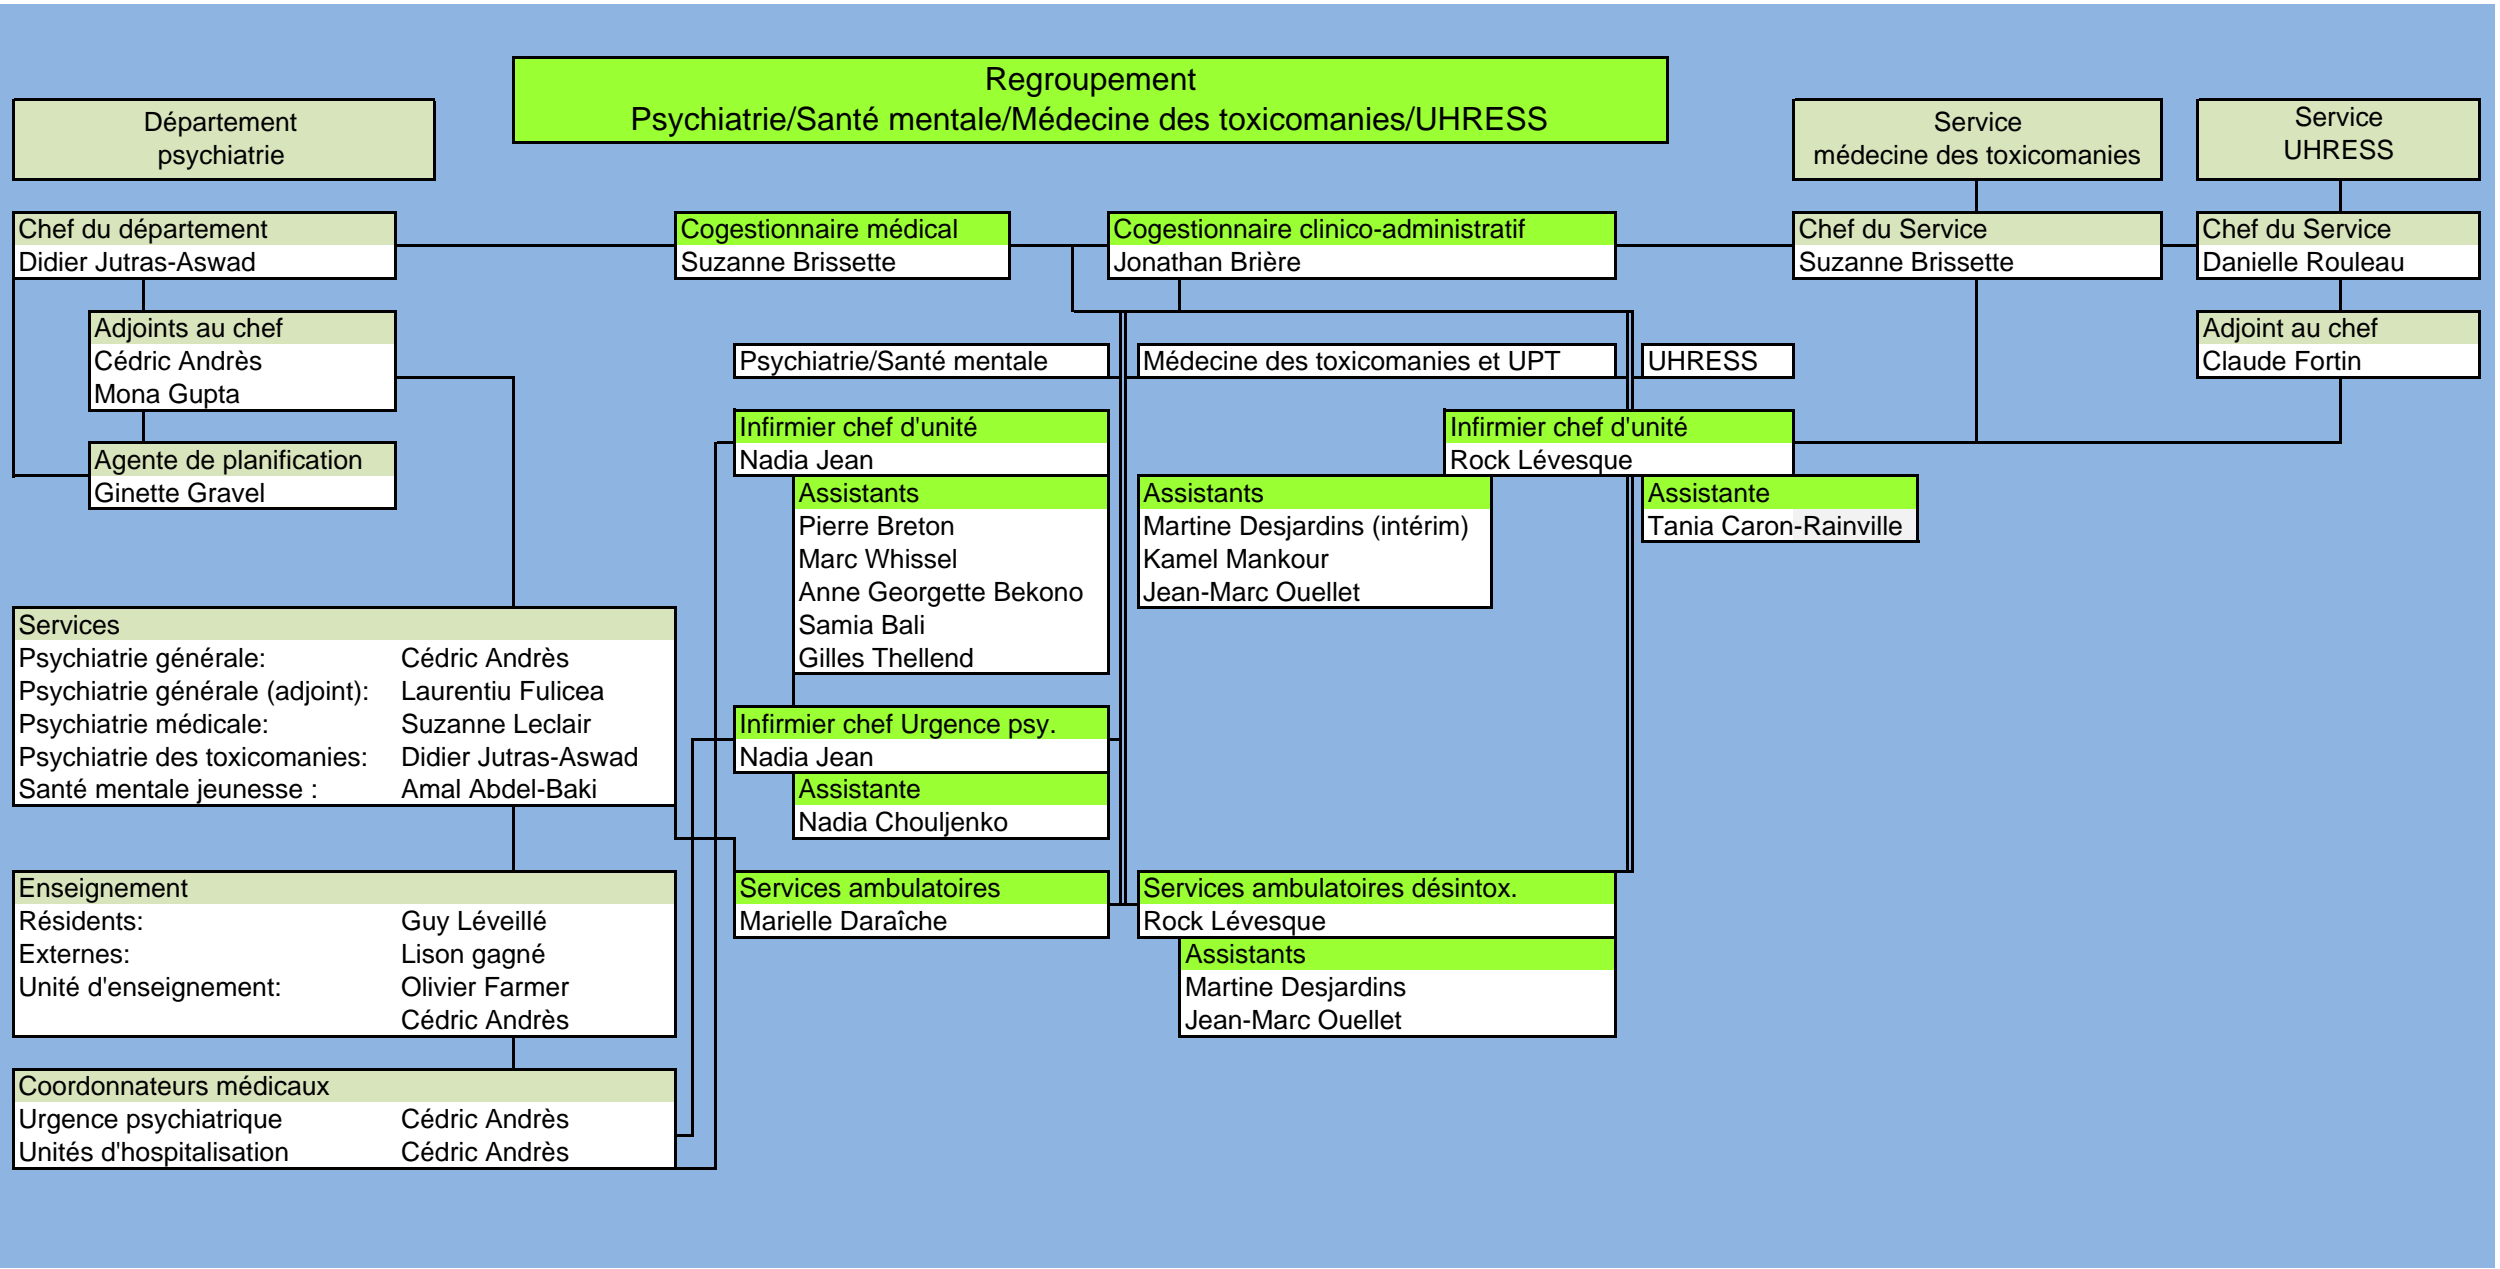 Regroupement
Psychiatrie/Santé mentale/Médecine des toxicomanies/UHRESS
Département
psychiatrie
Service
médecine des toxicomanies
Service
UHRESS
Chef du département
Didier Jutras-Aswad
Cogestionnaire médical
Suzanne Brissette
Cogestionnaire clinico-administratif
Jonathan Brière
Chef du Service
Suzanne Brissette
Chef du Service
Danielle Rouleau
Adjoints au chef
Cédric Andrès
Mona Gupta
Adjoint au chef
Claude Fortin
Agente de planification
Ginette Gravel
Psychiatrie/Santé mentale
Médecine des toxicomanies et UPT
UHRESS
Infirmier chef d'unité
Nadia Jean
Assistants
Pierre Breton
Marc Whissel
Anne Georgette Bekono
Samia Bali
Gilles Thellend
Infirmier chef d'unité
Rock Lévesque
Assistants
Martine Desjardins (intérim)
Kamel Mankour
Jean-Marc Ouellet
Assistante
Tania Caron-Rainville
Services
Psychiatrie générale: Cédric Andrès
Psychiatrie générale (adjoint): Laurentiu Fulicea
Psychiatrie médicale: Suzanne Leclair
Psychiatrie des toxicomanies: Didier Jutras-Aswad
Santé mentale jeunesse : Amal Abdel-Baki
Infirmier chef Urgence psy.
Nadia Jean
Assistante
Nadia Chouljenko
Enseignement
Résidents: Guy Léveillé
Externes: Lison gagné
Unité d'enseignement: Olivier Farmer
Cédric Andrès
Services ambulatoires
Marielle Daraîche
Services ambulatoires désintox.
Rock Lévesque
Assistants
Martine Desjardins
Jean-Marc Ouellet
Coordonnateurs médicaux
Urgence psychiatrique Cédric Andrès
Unités d'hospitalisation Cédric Andrès